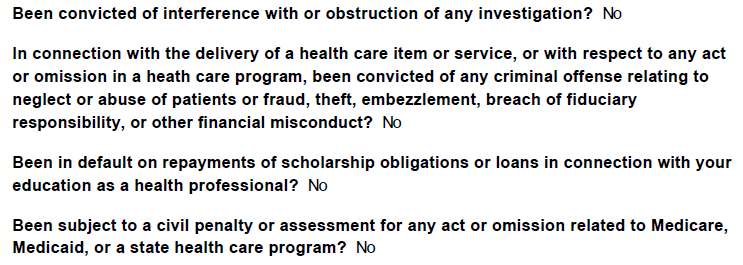 Been convicted of interference with or obstruction of any investigation? No
In connection with the delivery of a health care item or service, or with respect to any act
or omission in a heath care program, been convicted of any criminal offense relating to
neglect or abuse of patients or fraud, theft, embezzlement, breach of fiduciary
responsibility, or other financial misconduct? No
Been in default on repayments of scholarship obligations or loans in connection with your
education as a health professional? No
Been subject to a civil penalty or assessment for any act or omission related to Medicare,
Medicaid, or a state health care program? No